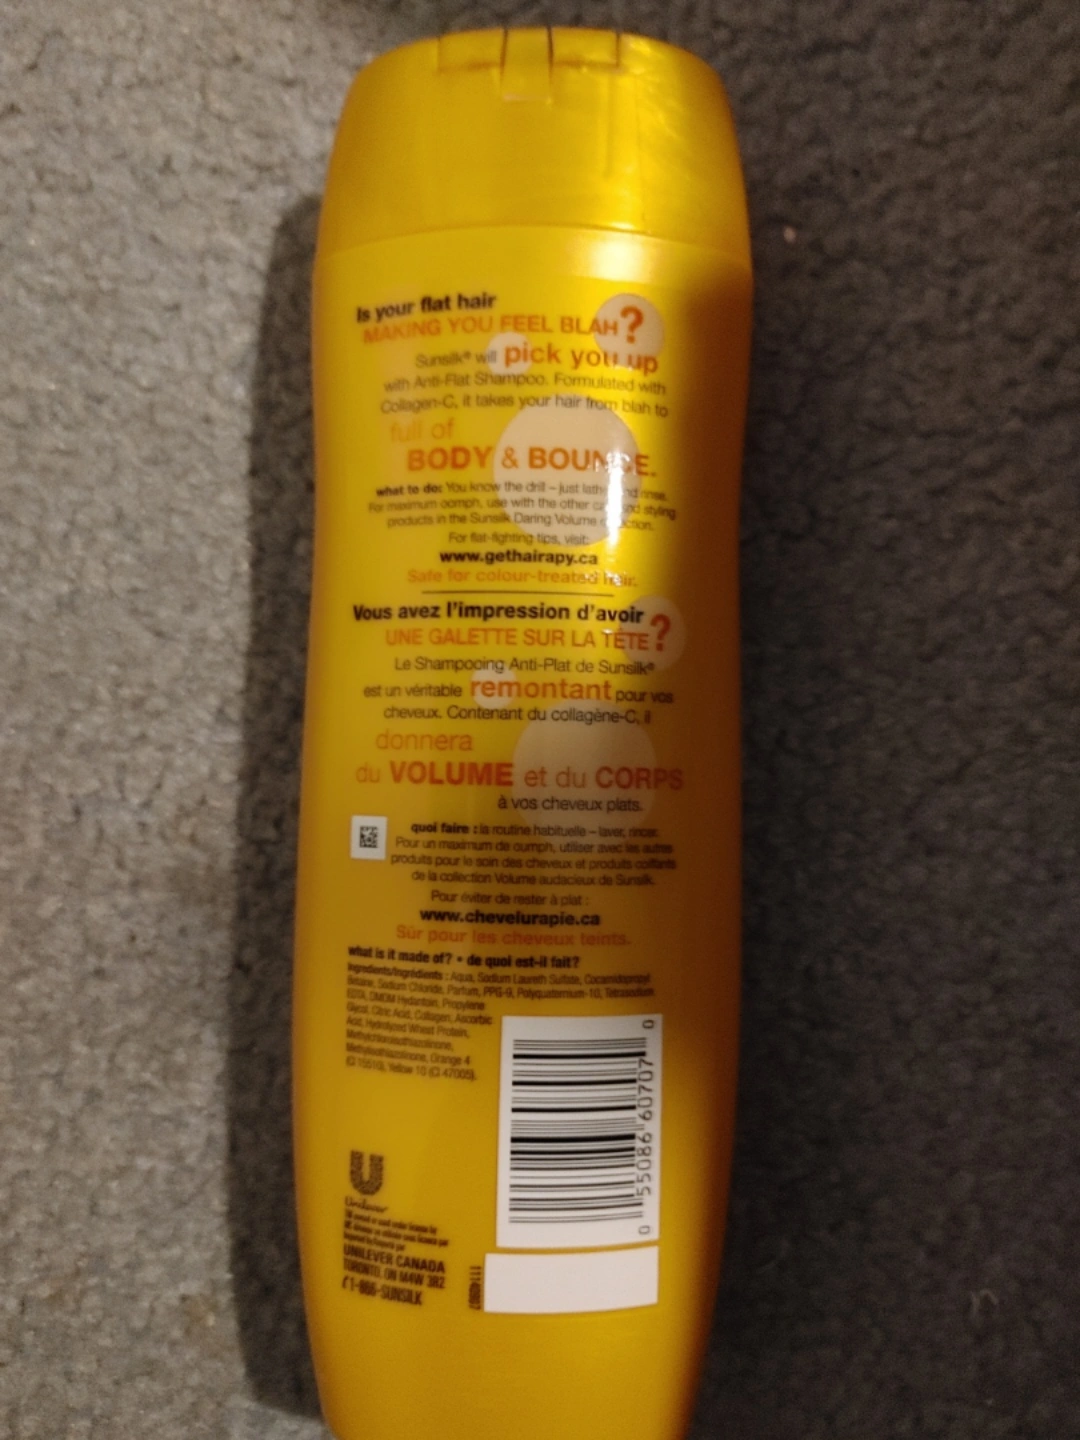 Is your flat hair
MAKING YOU FEEL BLAH?
Sunsilk® will pick you up
with Anti-Flat Shampoo. Formulated with
Collagen-C, it takes your hair from blah to
full of
BODY & BOUNCE.
what to do: You know the drill – just lather and rinse.
For maximum oomph, use with the other care and styling
products in the Sunsilk Daring Volume collection.
For flat-fighting tips, visit:
www.gethairapy.ca
Safe for colour-treated hair.
Vous avez l'impression d'avoir
UNE GALETTE SUR LA TÊTE?
Le Shampooing Anti-Plat de Sunsilk®
est un véritable remontant pour vos
cheveux. Contenant du collagène-C, il
donnera
du VOLUME et du CORPS
à vos cheveux plats.
quoi faire : la routine habituelle – laver, rincer.
Pour un maximum de oumph, utiliser avec les autres
produits pour le soin des cheveux et produits coiffants
de la collection Volume audacieux de Sunsilk.
Pour éviter de rester à plat :
www.chevelurapie.ca
Sûr pour les cheveux teints.
what is it made of? • de quoi est-il fait?
Ingredients/Ingrédients : Aqua, Sodium Laureth Sulfate, Cocamidopropyl
Betaine, Sodium Chloride, Parfum, PPG-9, Polyquaternium-10, Tetrasodium
EDTA, DMDM Hydantoin, Propylene
Glycol, Citric Acid, Collagen, Ascorbic
Acid, Hydrolyzed Wheat Protein,
Methylchloroisothiazolinone,
Methylisothiazolinone, Orange 4
(CI 15510), Yellow 10 (CI 47005).
0 55086 60707 0
U
Unilever
UNILEVER CANADA
TORONTO, ON M4W 3R2
1-866-SUNSILK